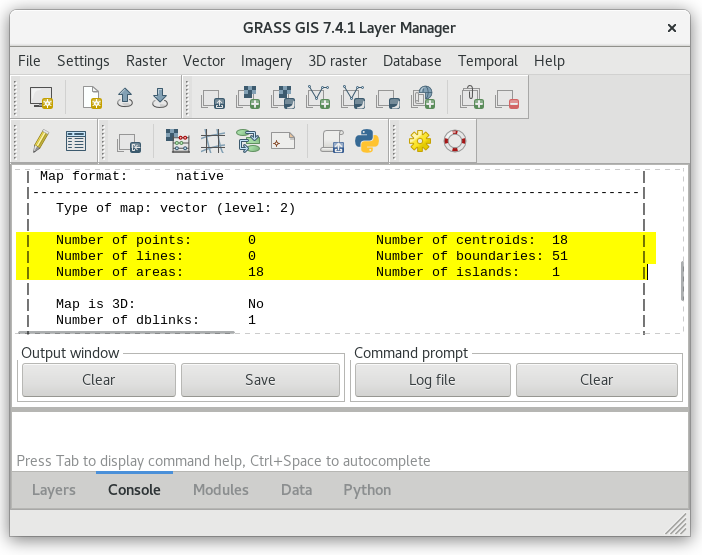 GRASS GIS 7.4.1 Layer Manager
File Settings Raster Vector Imagery 3D raster Database Temporal Help
| Map format: native |
|----------------------------------------------------------------------------|
| Type of map: vector (level: 2) |
| |
| Number of points: 0 Number of centroids: 18 |
| Number of lines: 0 Number of boundaries: 51 |
| Number of areas: 18 Number of islands: 1 |
| |
| Map is 3D: No |
| Number of dblinks: 1 |
Output window Command prompt
Clear Save Log file Clear
Press Tab to display command help, Ctrl+Space to autocomplete
Layers Console Modules Data Python